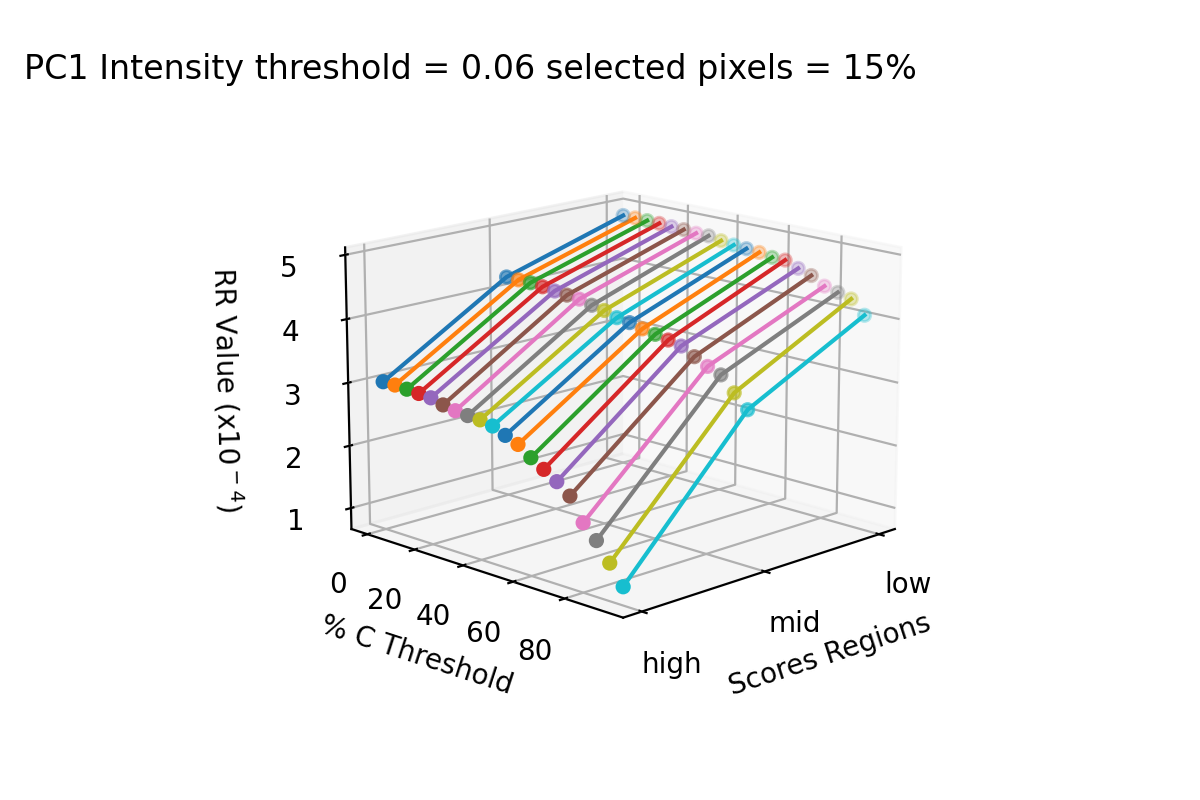 PC1 Intensity threshold = 0.06 selected pixels = 15%
RR Value (x10⁻⁴)
5
4
3
2
1
0
20
40
60
80
% C Threshold
high
mid
low
Scores Regions